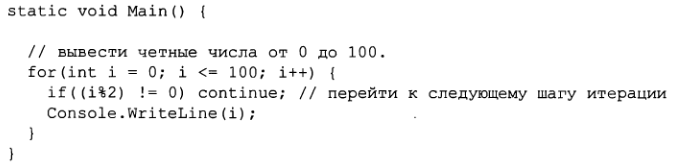 static void Main() {
// вывести четные числа от 0 до 100.
for(int i = 0; i <= 100; i++) {
if((i%2) != 0) continue; // перейти к следующему шагу итерации
Console.WriteLine(i);
}
}